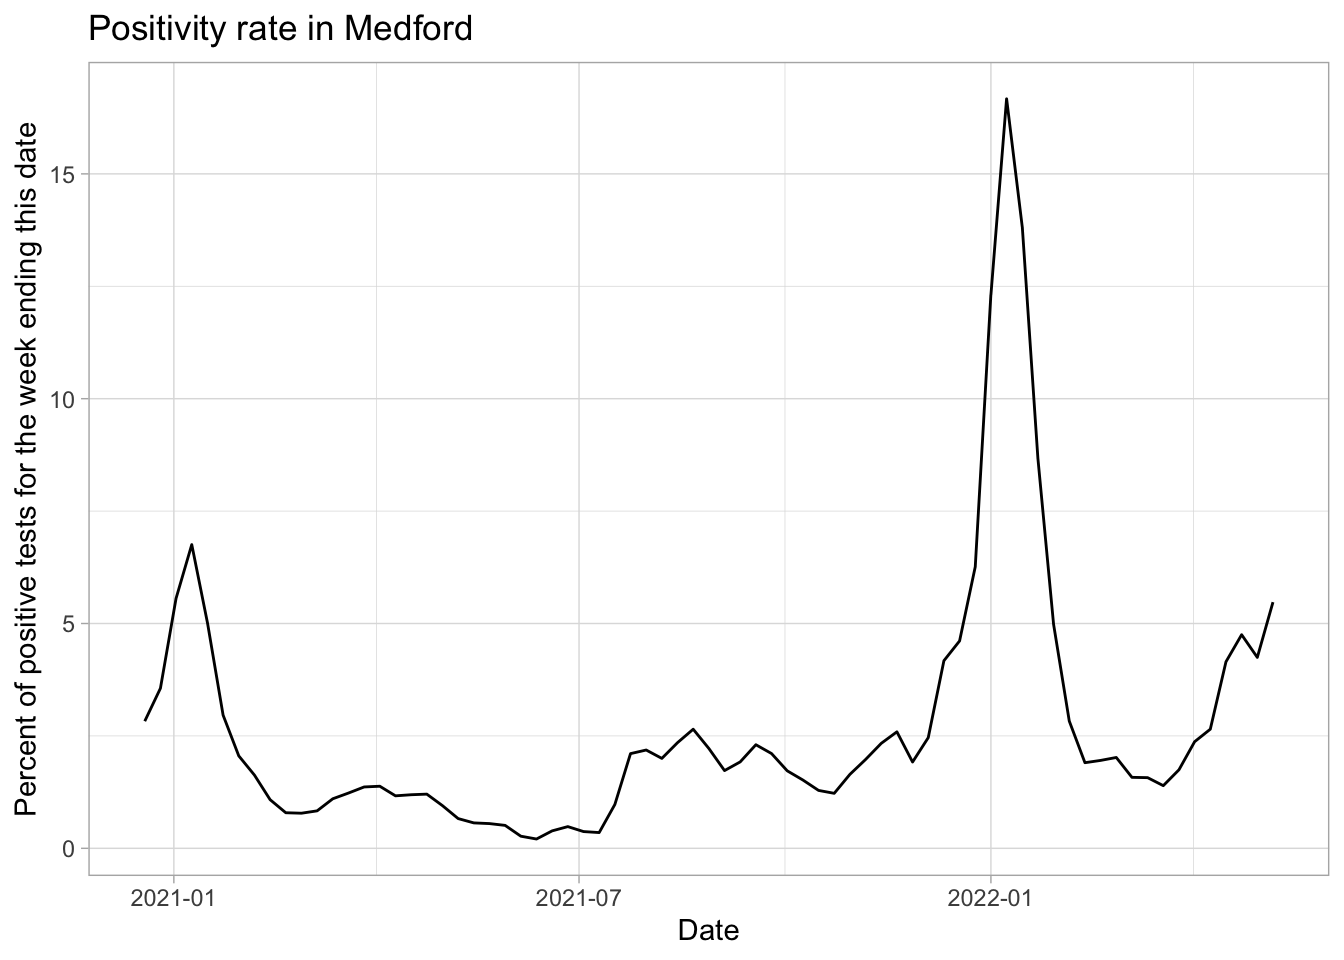 Positivity rate in Medford
Percent of positive tests for the week ending this date
15
10
5
0
2021-01
2021-07
2022-01
Date